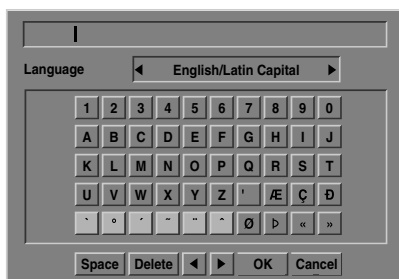 Language ◀ English/Latin Capital ▶
1 2 3 4 5 6 7 8 9 0
A B C D E F G H I J
K L M N O P Q R S T
U V W X Y Z ' Æ Ç Ð
` ° ´ ~ ¨ ^ Ø Þ « »
Space Delete ◀ ▶ OK Cancel